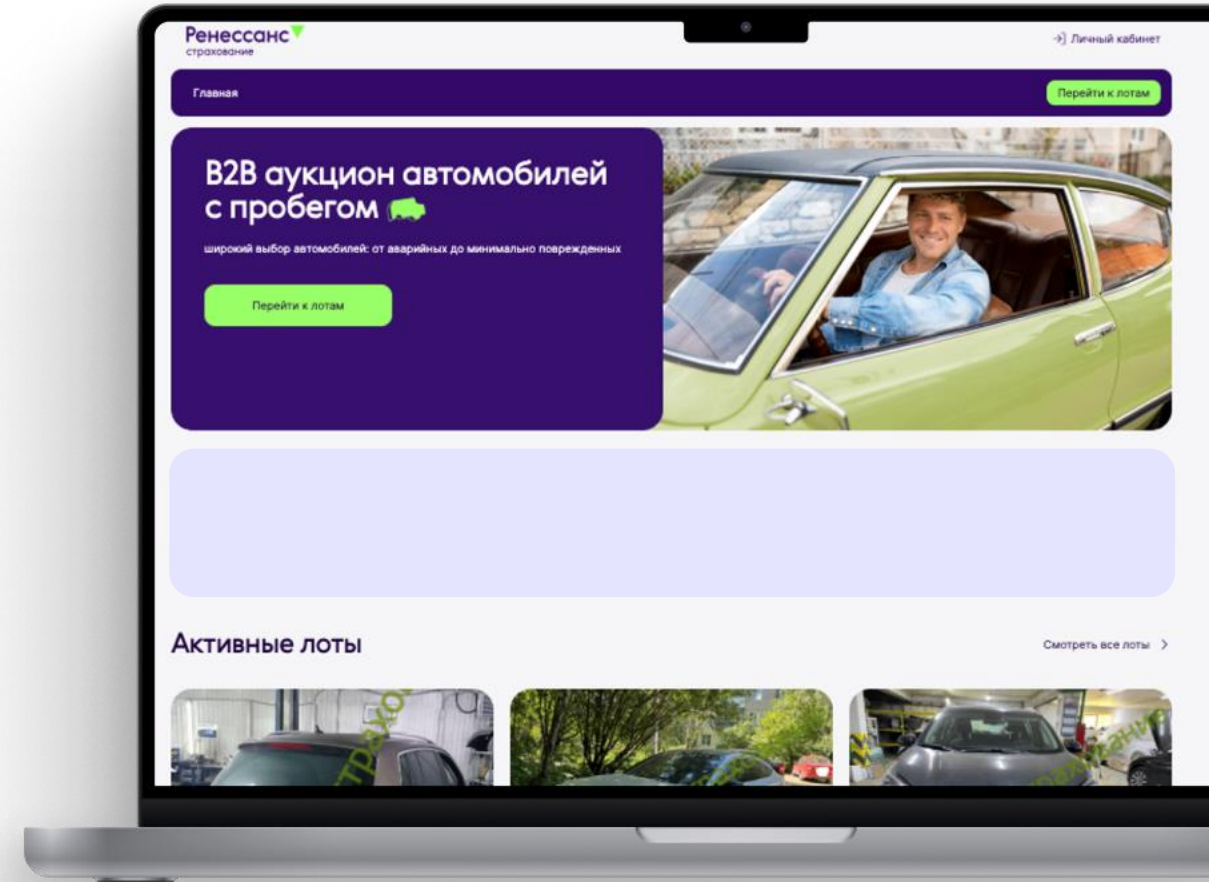 Ренессанс
страхование
Личный кабинет
Главная
Перейти к лотам
B2B аукцион автомобилей
с пробегом
широкий выбор автомобилей: от аварийных до минимально поврежденных
Перейти к лотам
Активные лоты
Смотреть все лоты